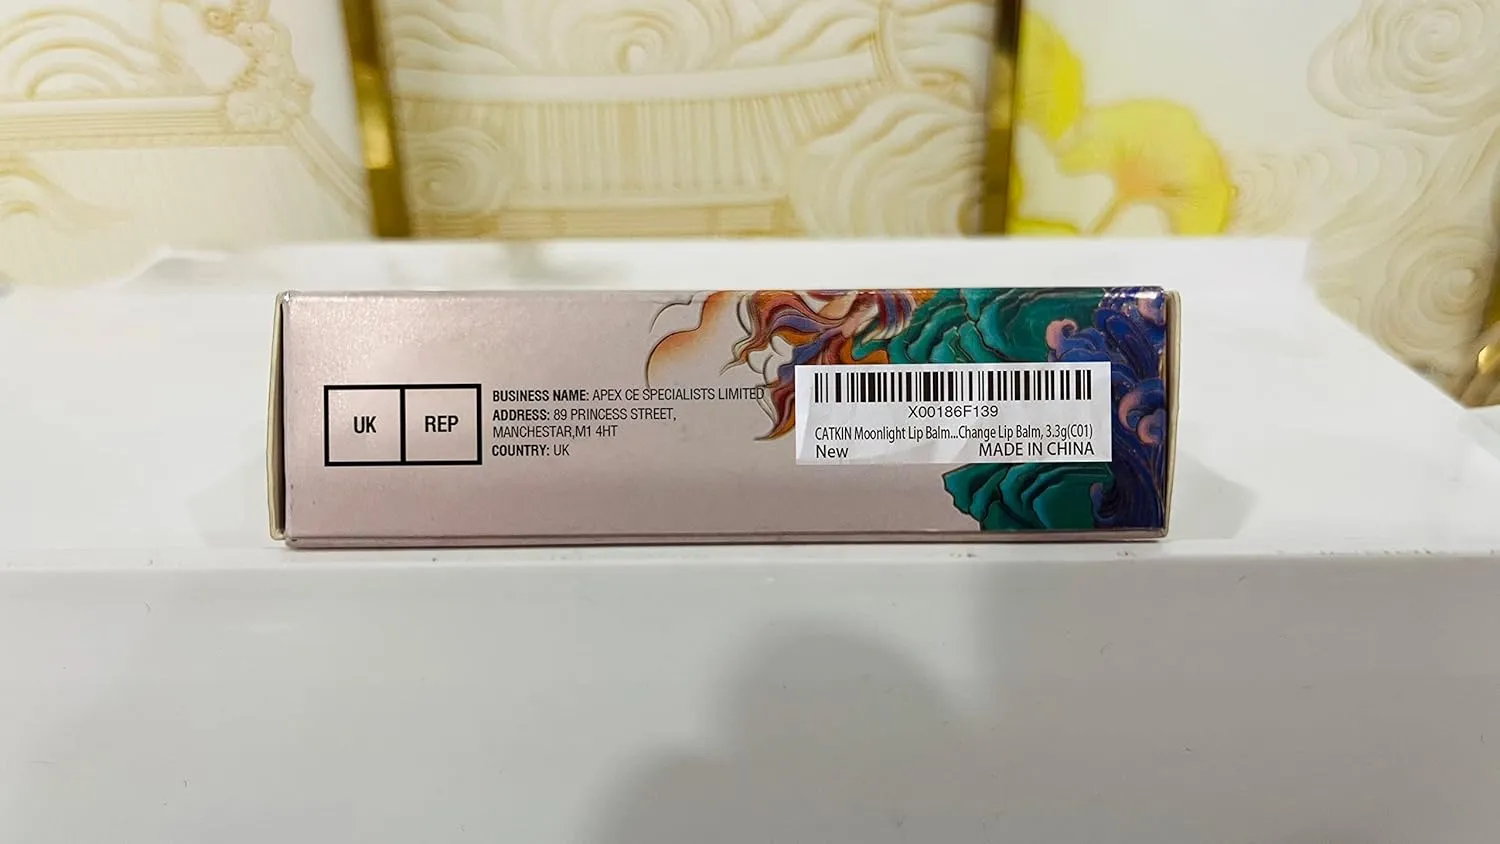 UK
REP
BUSINESS NAME: APEX CE SPECIALISTS LIMITED
ADDRESS: 89 PRINCESS STREET,
MANCHESTAR,M1 4HT
COUNTRY: UK
X00186F139
CATKIN Moonlight Lip Balm...Change Lip Balm, 3.3g(C01)
New
MADE IN CHINA